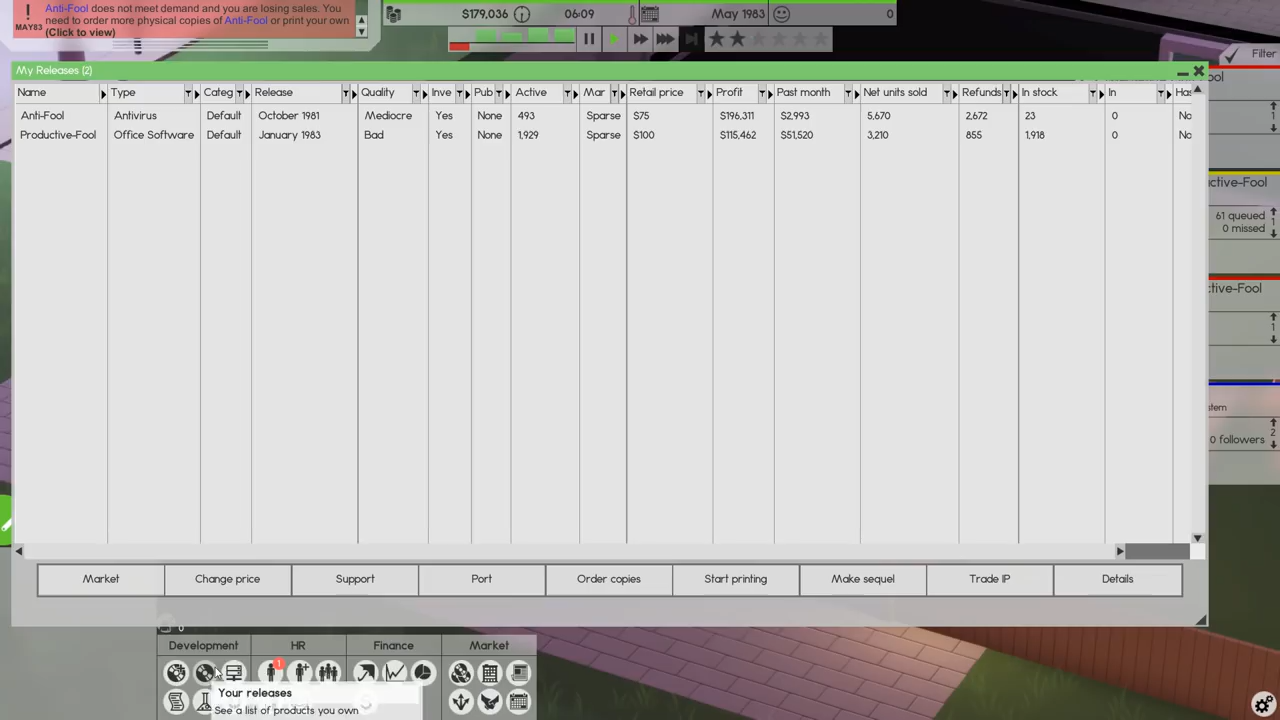 Anti-Fool does not meet demand and you are losing sales. You
need to order more physical copies of Anti-Fool or print your own
MAY83 (Click to view)
$179,036 06:09 May 1983 0
Filter
My Releases (2)
Name Type Categ Release Quality Inve Pub Active Mar Retail price Profit Past month Net units sold Refunds In stock In Has
Anti-Fool Antivirus Default October 1981 Mediocre Yes None 493 Sparse $75 $196,311 $2,993 5,670 2,672 23 0 No
Productive-Fool Office Software Default January 1983 Bad Yes None 1,929 Sparse $100 $115,462 $51,520 3,210 855 1,918 0 No
ool
1
ctive-Fool
61 queued
0 missed
1
ctive-Fool
1
stem
0 followers
2
Market Change price Support Port Order copies Start printing Make sequel Trade IP Details
0
Development HR Finance Market
1
Your releases
See a list of products you own